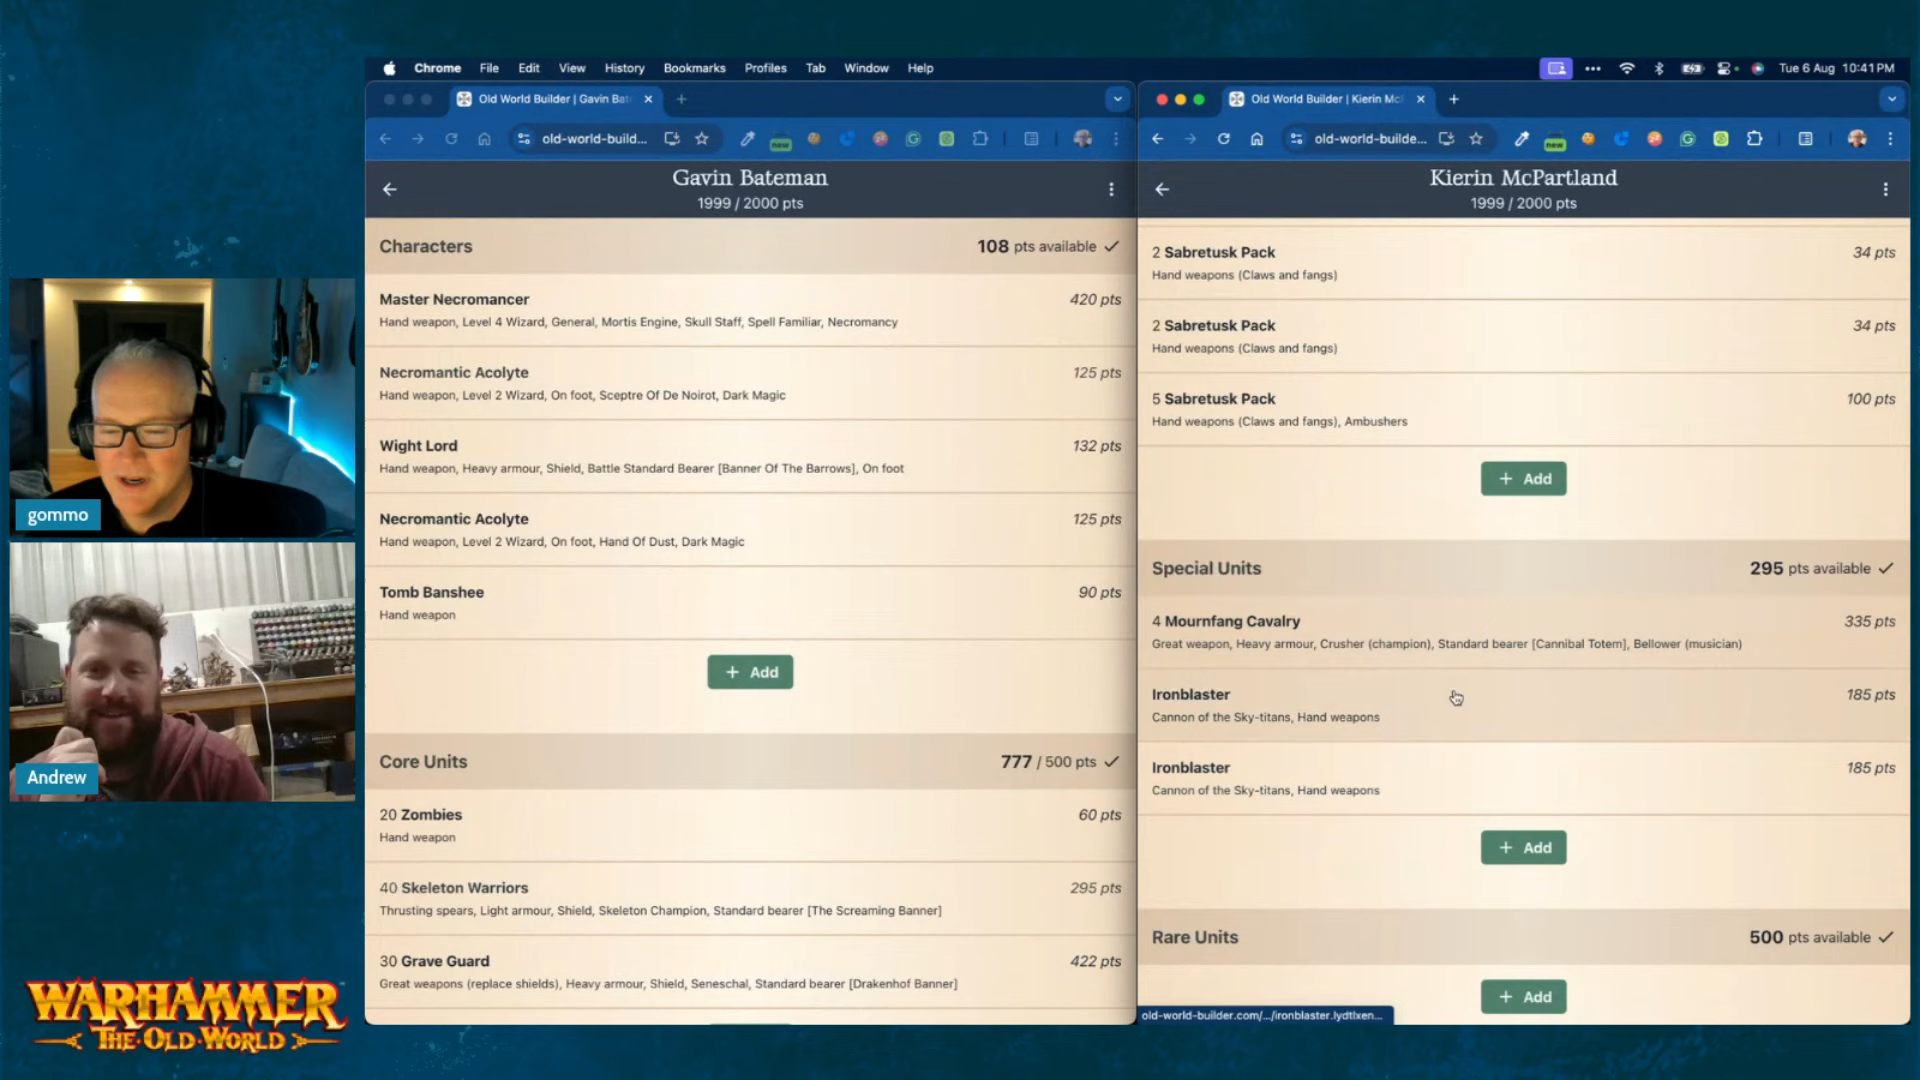 Chrome File Edit View History Bookmarks Profiles Tab Window Help
Tue 6 Aug 10:41 PM
Old World Builder | Gavin Bat
old-world-build...
new
Gavin Bateman
1999 / 2000 pts
Characters 108 pts available
Master Necromancer 420 pts
Hand weapon, Level 4 Wizard, General, Mortis Engine, Skull Staff, Spell Familiar, Necromancy
Necromantic Acolyte 125 pts
Hand weapon, Level 2 Wizard, On foot, Sceptre Of De Noirot, Dark Magic
Wight Lord 132 pts
Hand weapon, Heavy armour, Shield, Battle Standard Bearer [Banner Of The Barrows], On foot
Necromantic Acolyte 125 pts
Hand weapon, Level 2 Wizard, On foot, Hand Of Dust, Dark Magic
Tomb Banshee 90 pts
Hand weapon
+ Add
Core Units 777 / 500 pts
20 Zombies 60 pts
Hand weapon
40 Skeleton Warriors 295 pts
Thrusting spears, Light armour, Shield, Skeleton Champion, Standard bearer [The Screaming Banner]
30 Grave Guard 422 pts
Great weapons (replace shields), Heavy armour, Shield, Seneschal, Standard bearer [Drakenhof Banner]
Old World Builder | Kierin Mc
old-world-builde...
new
Kierin McPartland
1999 / 2000 pts
2 Sabretusk Pack 34 pts
Hand weapons (Claws and fangs)
2 Sabretusk Pack 34 pts
Hand weapons (Claws and fangs)
5 Sabretusk Pack 100 pts
Hand weapons (Claws and fangs), Ambushers
+ Add
Special Units 295 pts available
4 Mournfang Cavalry 335 pts
Great weapon, Heavy armour, Crusher (champion), Standard bearer [Cannibal Totem], Bellower (musician)
Ironblaster 185 pts
Cannon of the Sky-titans, Hand weapons
Ironblaster 185 pts
Cannon of the Sky-titans, Hand weapons
+ Add
Rare Units 500 pts available
+ Add
old-world-builder.com/.../ironblaster.lydtlxen...
gommo
Andrew
WARHAMMER
THE·OLD·WORLD